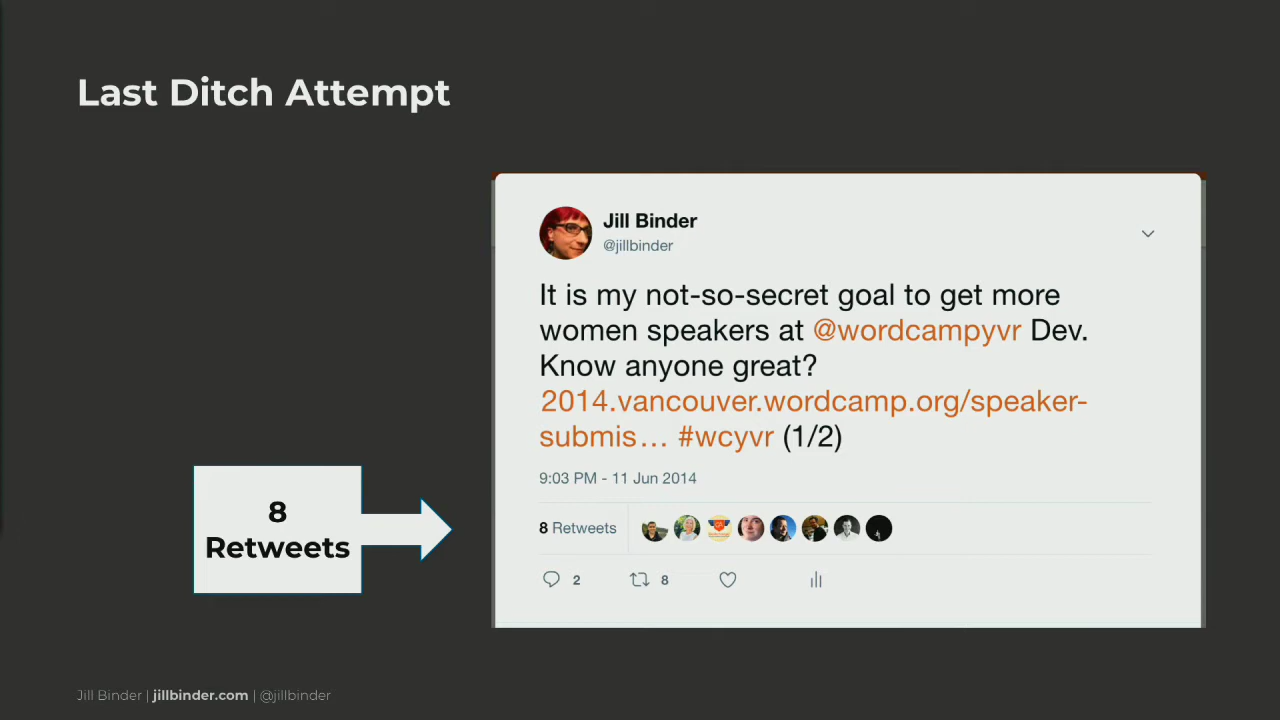 Last Ditch Attempt
Jill Binder
@jillbinder
It is my not-so-secret goal to get more
women speakers at @wordcampyvr Dev.
Know anyone great?
2014.vancouver.wordcamp.org/speaker-
submis… #wcyvr (1/2)
9:03 PM - 11 Jun 2014
8 Retweets
2
8
8
Retweets
Jill Binder | jillbinder.com | @jillbinder